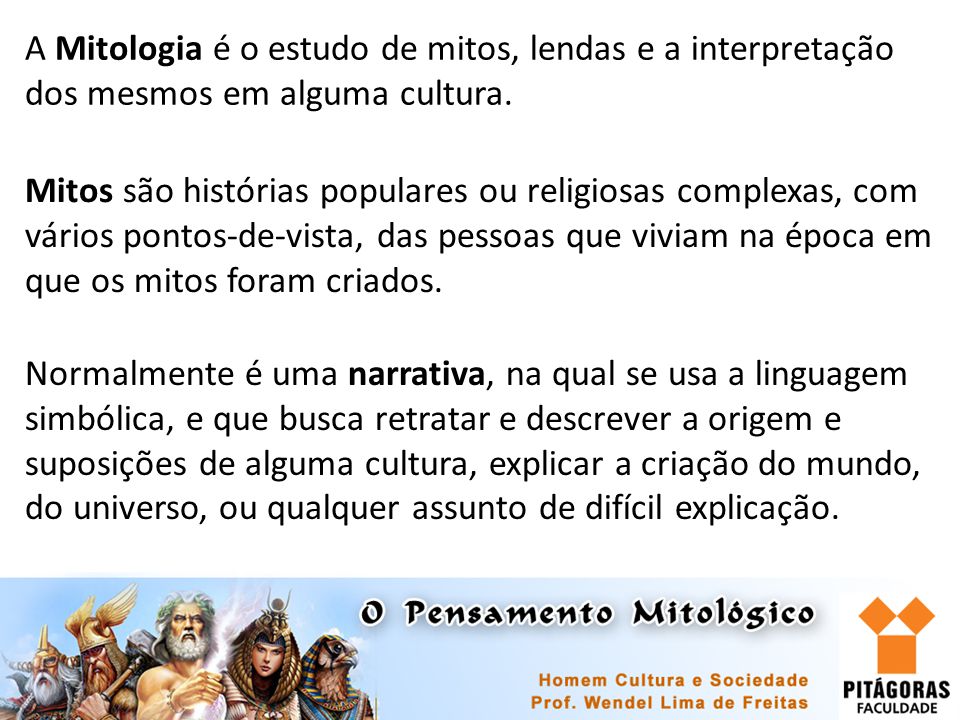 A Mitologia é o estudo de mitos, lendas e a interpretação
dos mesmos em alguma cultura.
Mitos são histórias populares ou religiosas complexas, com
vários pontos-de-vista, das pessoas que viviam na época em
que os mitos foram criados.
Normalmente é uma narrativa, na qual se usa a linguagem
simbólica, e que busca retratar e descrever a origem e
suposições de alguma cultura, explicar a criação do mundo,
do universo, ou qualquer assunto de difícil explicação.
O Pensamento Mitológico
Homem Cultura e Sociedade
Prof. Wendel Lima de Freitas
PITÁGORAS
FACULDADE